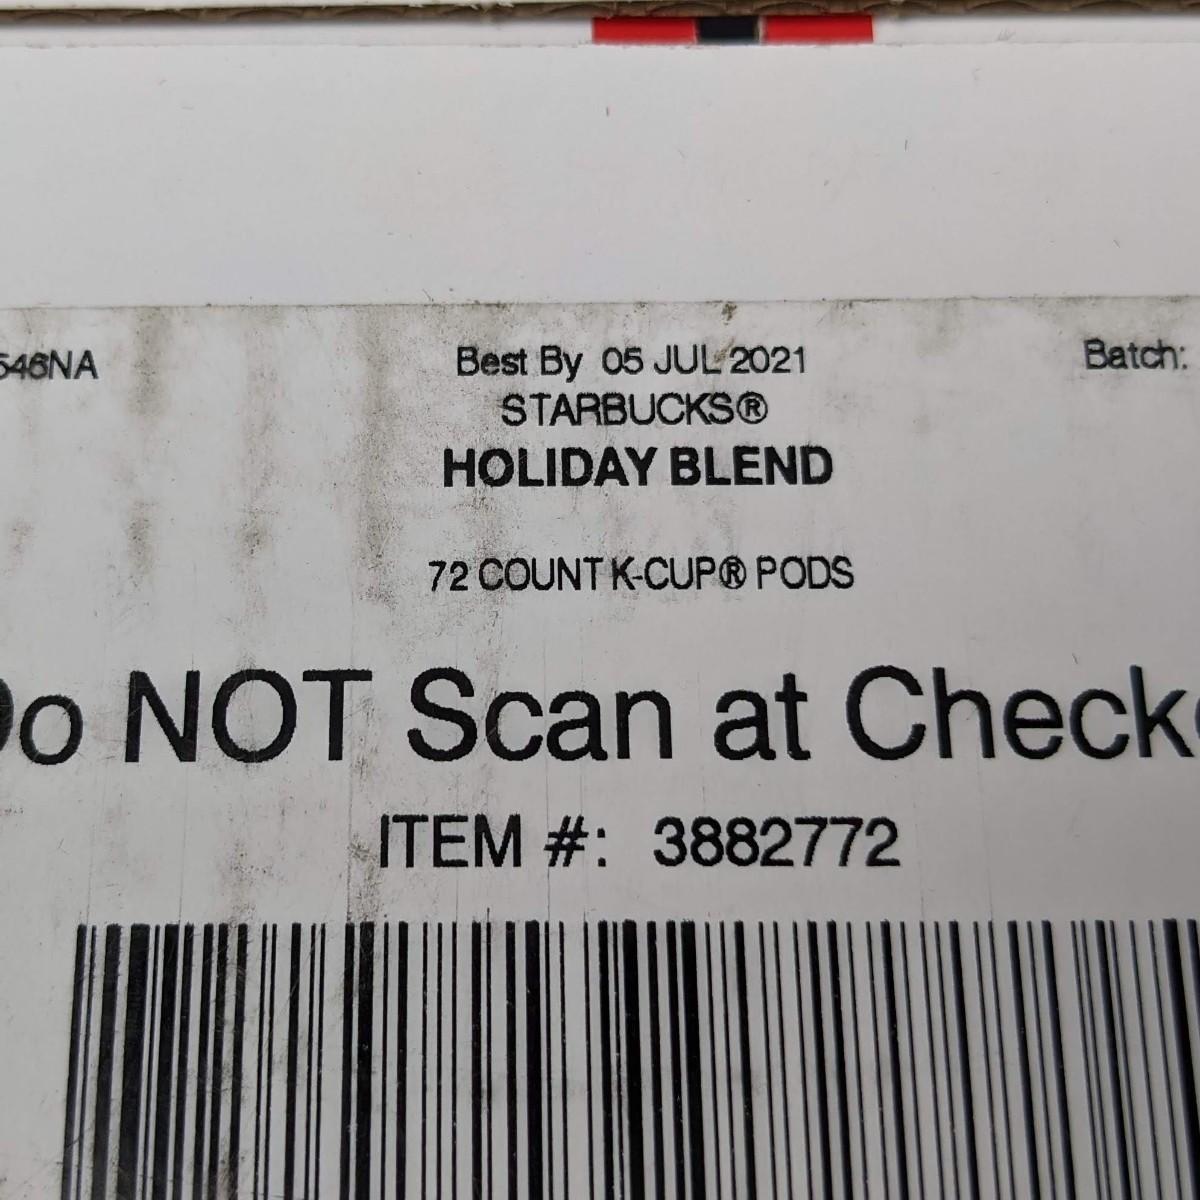 546NA
Best By 05 JUL 2021
Batch:
STARBUCKS®
HOLIDAY BLEND
72 COUNT K-CUP® PODS
Do NOT Scan at Checko
ITEM #: 3882772